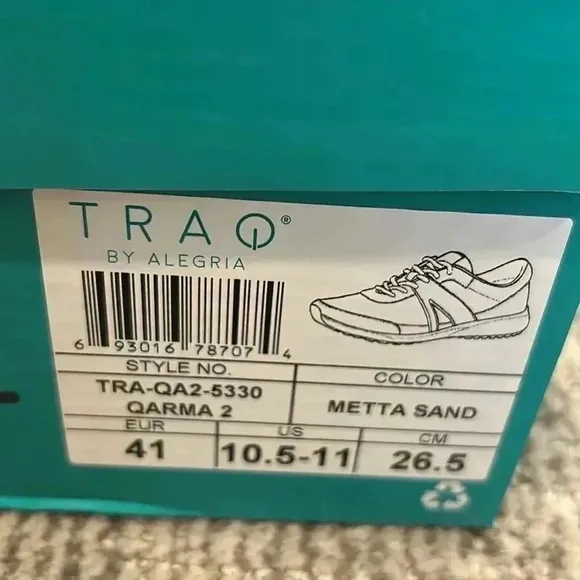 TRAQ®
BY ALEGRIA
6 93016 78707 4
STYLE NO.
TRA-QA2-5330
QARMA 2
COLOR
METTA SAND
EUR
41
US
10.5-11
CM
26.5